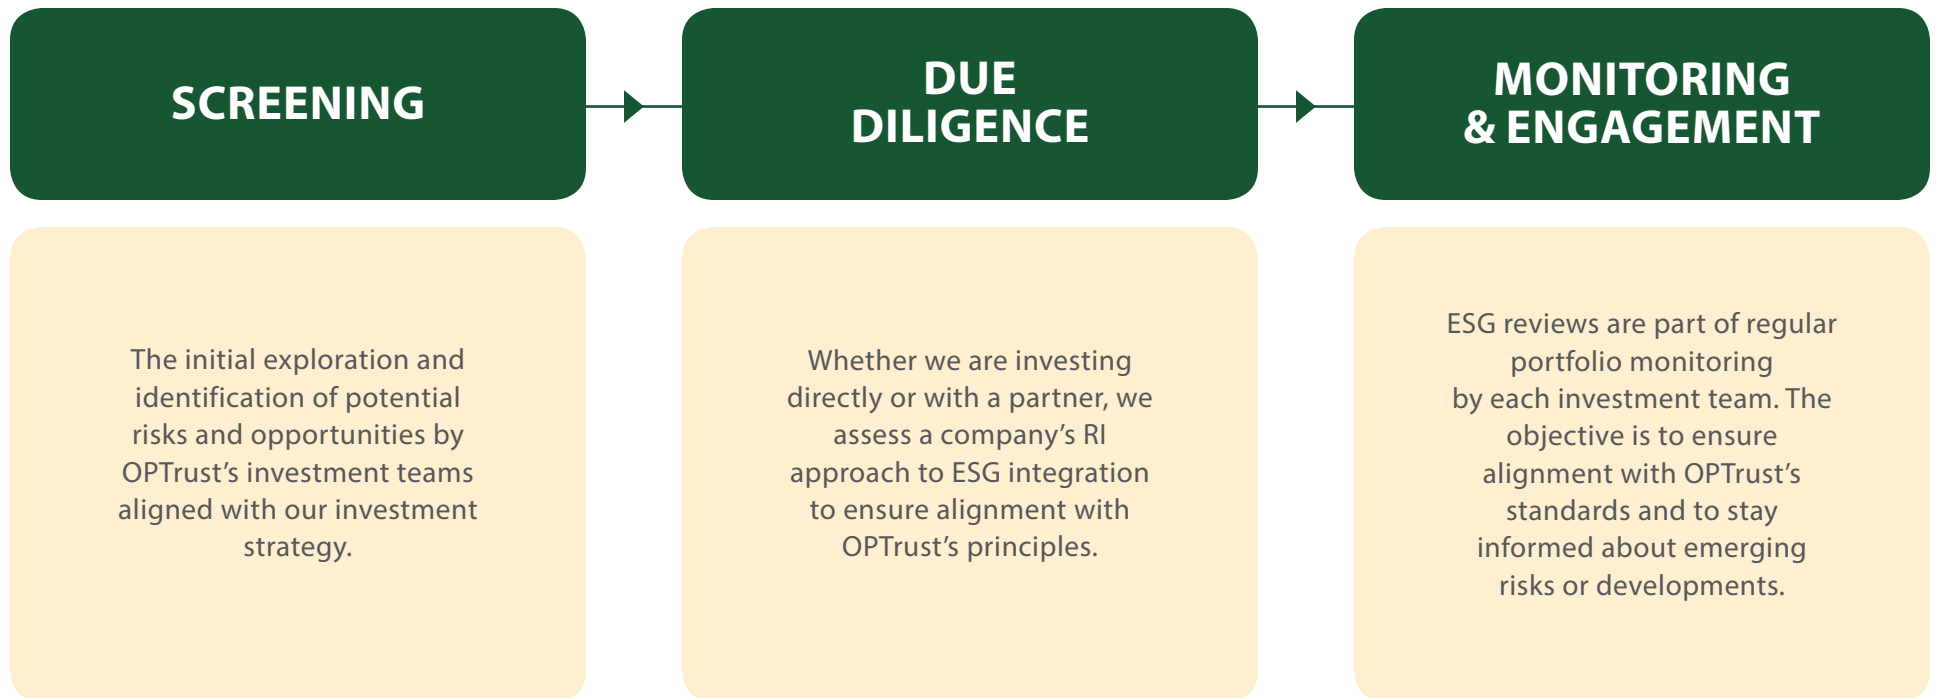 SCREENING
DUE
DILIGENCE
MONITORING
& ENGAGEMENT
The initial exploration and
identification of potential
risks and opportunities by
OPTrust’s investment teams
aligned with our investment
strategy.
Whether we are investing
directly or with a partner, we
assess a company’s RI
approach to ESG integration
to ensure alignment with
OPTrust’s principles.
ESG reviews are part of regular
portfolio monitoring
by each investment team. The
objective is to ensure
alignment with OPTrust’s
standards and to stay
informed about emerging
risks or developments.